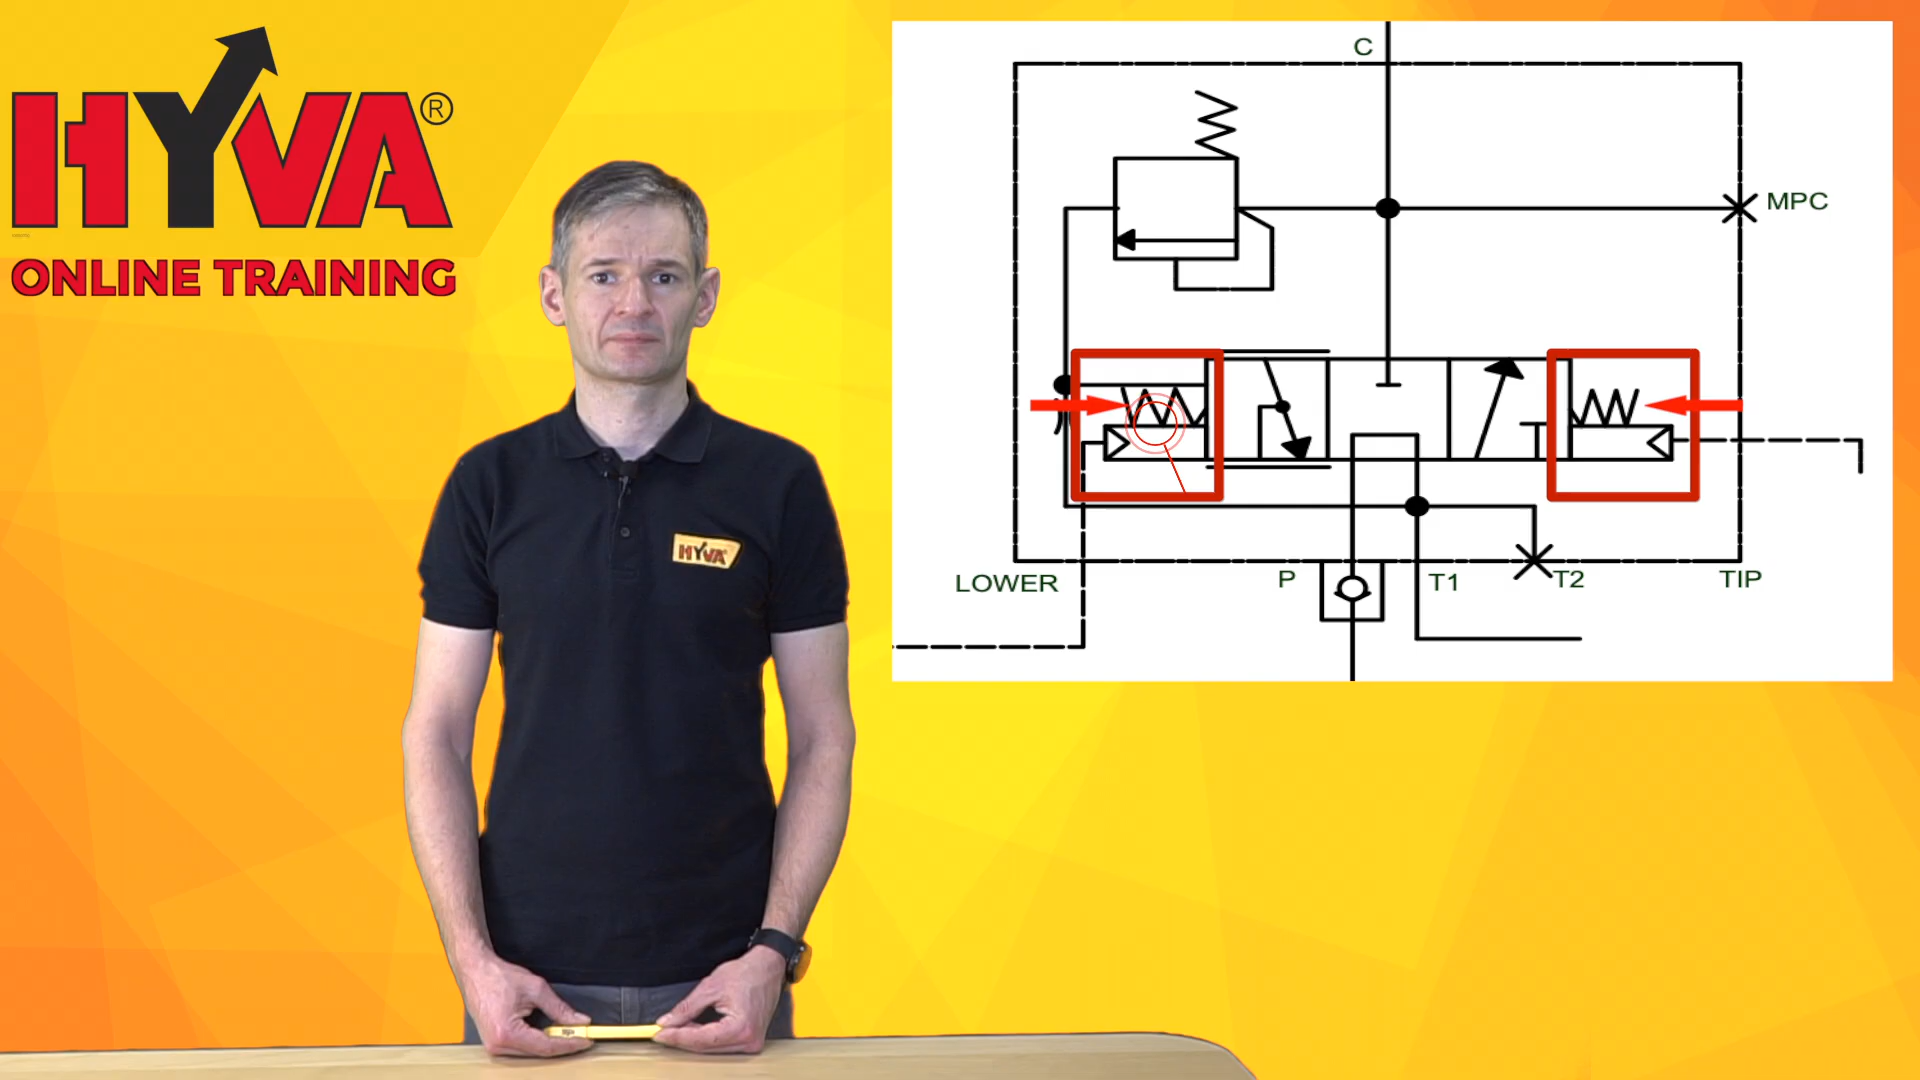 HYVA®
ONLINE TRAINING
HYVA
C
MPC
LOWER
P
T1
T2
TIP